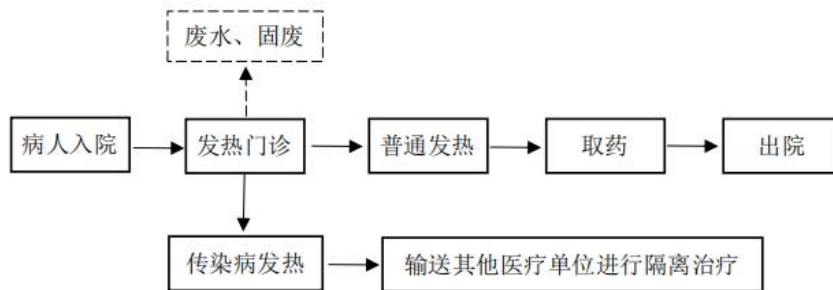 废水、固废
病人入院
发热门诊
普通发热
取药
出院
传染病发热
输送其他医疗单位进行隔离治疗